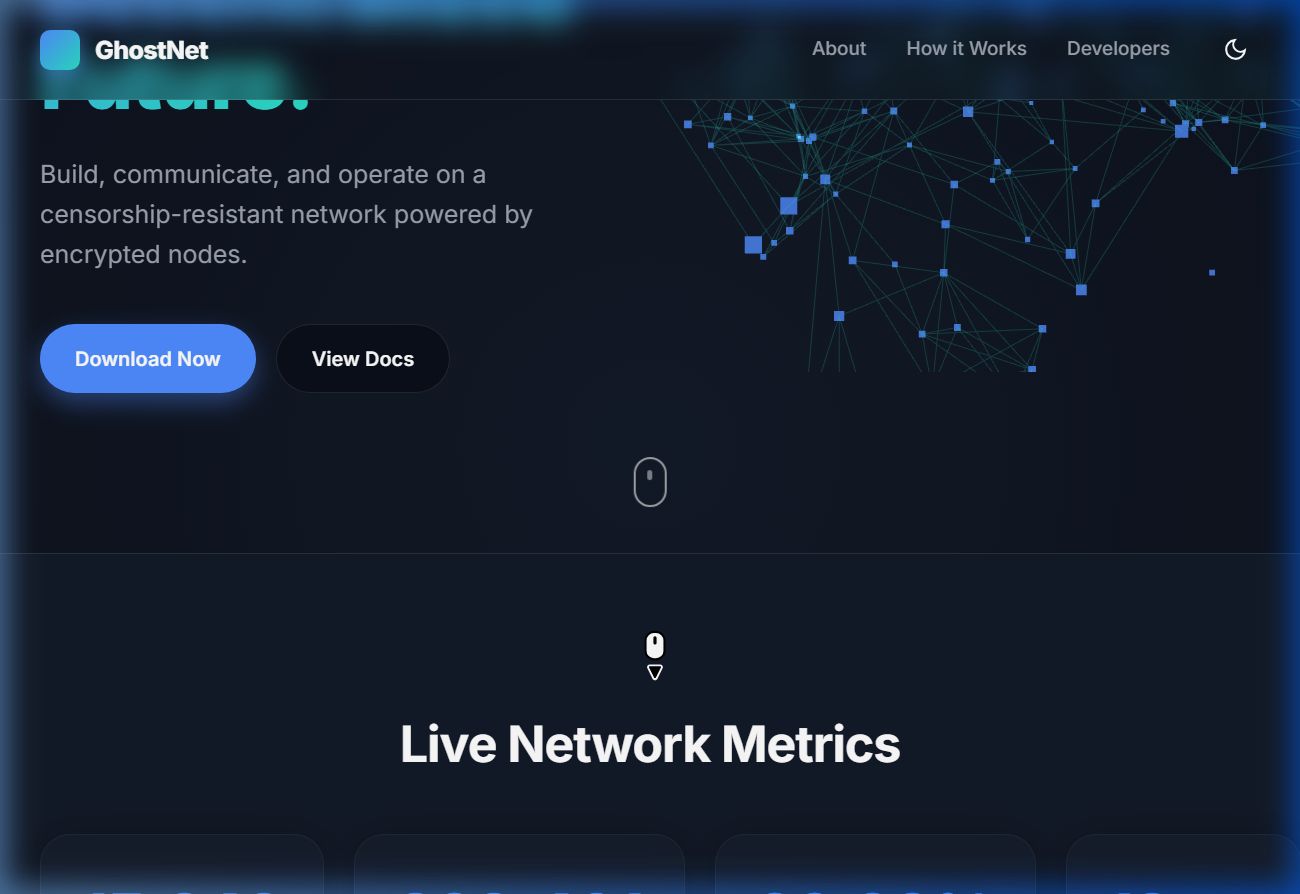 GhostNet
About
How it Works
Developers
Build, communicate, and operate on a
censorship-resistant network powered by
encrypted nodes.
Download Now
View Docs
Live Network Metrics